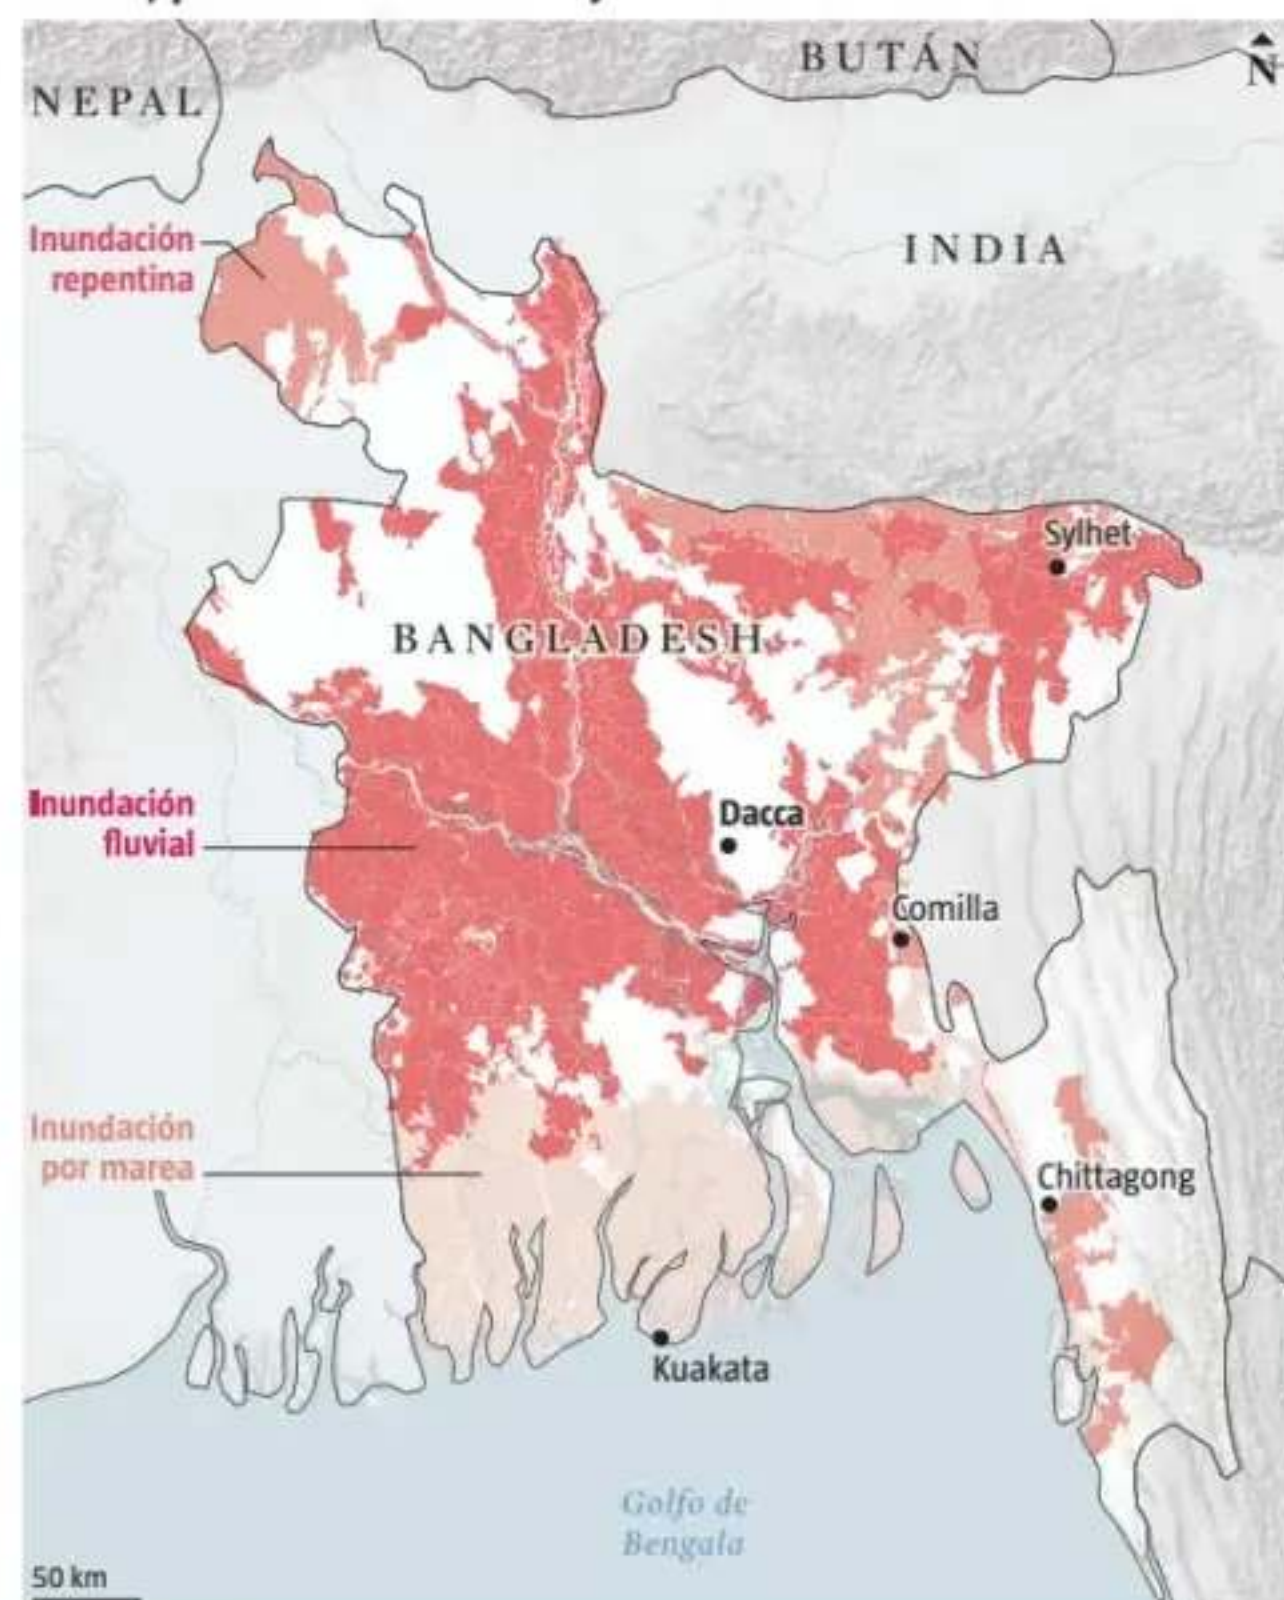 BUTÁN
N
NEPAL
Inundación
repentina
INDIA
Sylhet
BANGLADESH
Inundación
fluvial
Dacca
Comilla
Inundación
por marea
Chittagong
Kuakata
Golfo de
Bengala
50 km